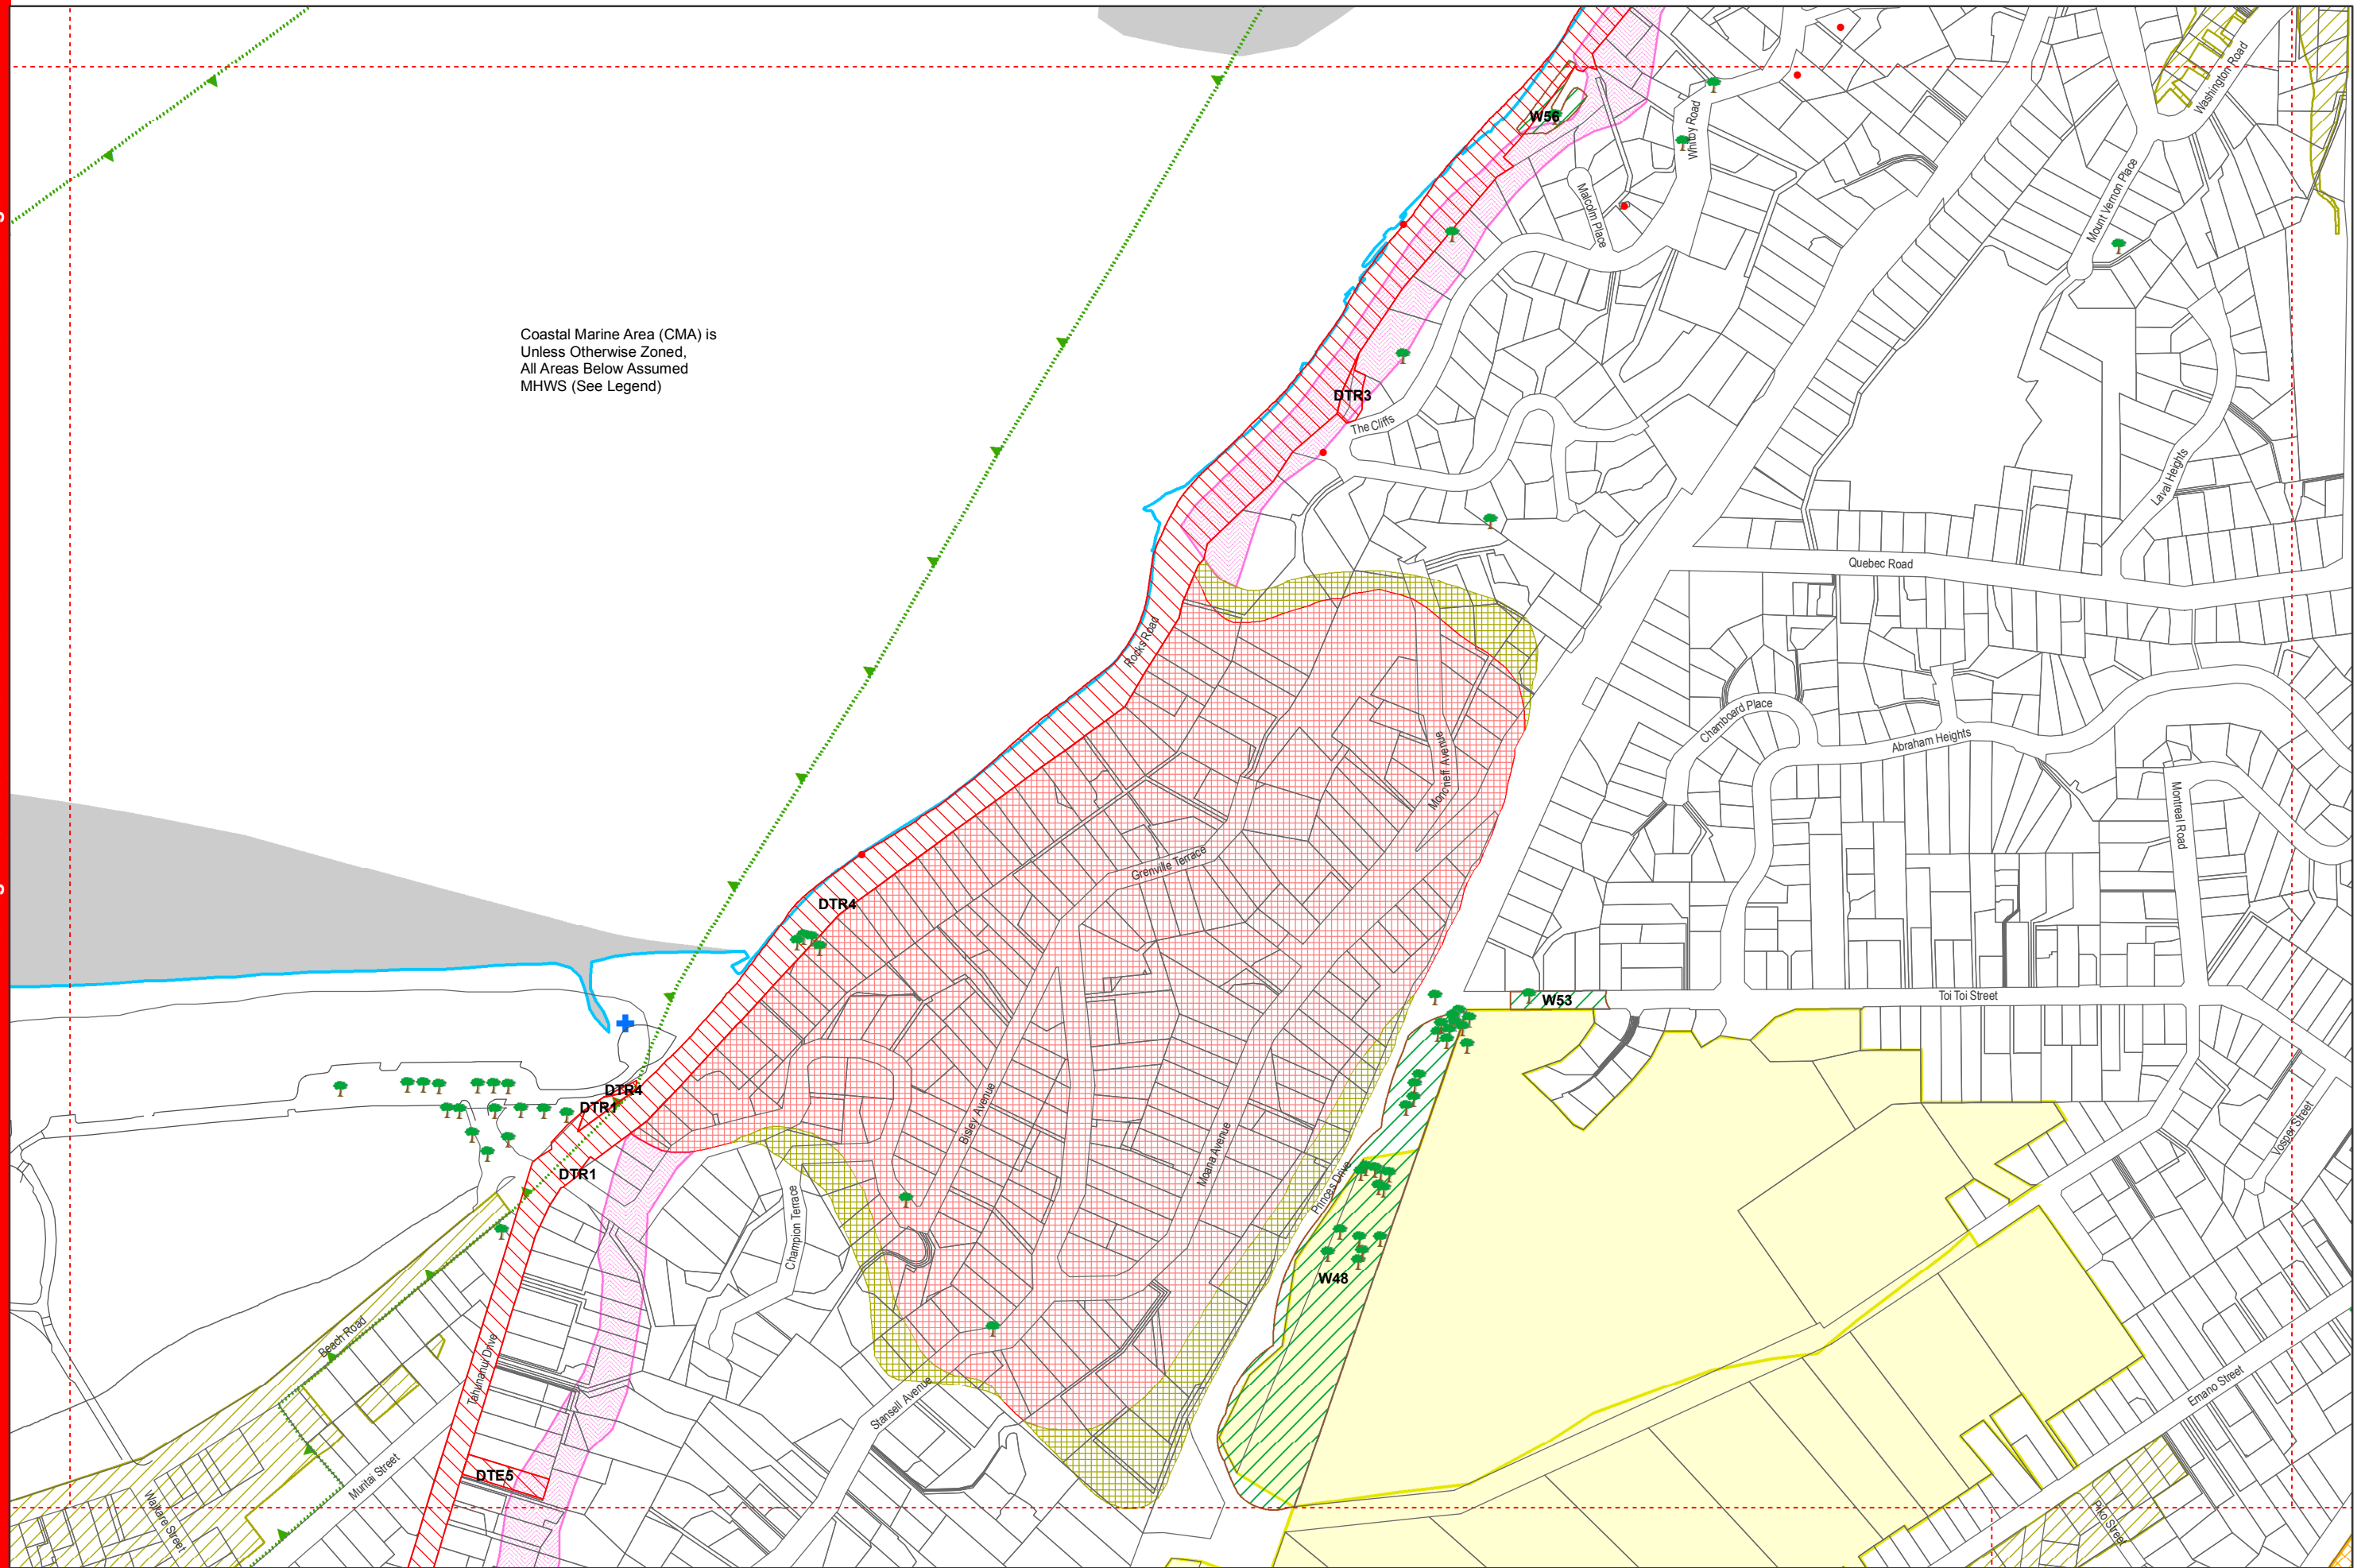 Washington Road
W56
Whitby Road
Malcolm Place
Mount Vernon Place
Coastal Marine Area (CMA) is
Unless Otherwise Zoned,
All Areas Below Assumed
MHWS (See Legend)
DTR3
The Cliffs
Laval Heights
Quebec Road
Rocks Road
Chamboard Place
Abraham Heights
Moncrieff Avenue
Montreal Road
Grenville Terrace
DTR4
W53
Toi Toi Street
DTR4
DTR1
Bisley Avenue
Vosper Street
Moana Avenue
DTR1
Princes Drive
Champion Terrace
W48
Beach Road
Tahunanui Drive
Emano Street
Stansell Avenue
Muritai Street
DTE5
Waikare Street
Piko Street